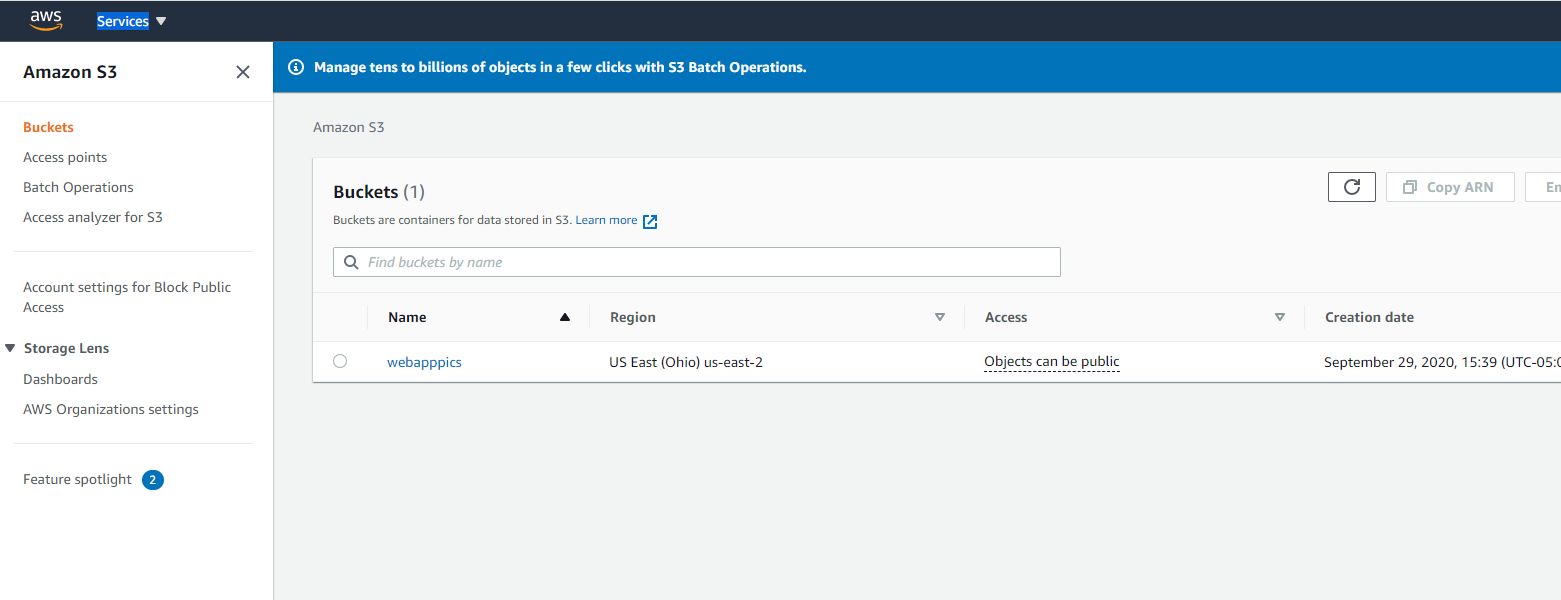 aws Services
Amazon S3
Manage tens to billions of objects in a few clicks with S3 Batch Operations.
Buckets
Access points
Batch Operations
Access analyzer for S3
Account settings for Block Public
Access
Storage Lens
Dashboards
AWS Organizations settings
Feature spotlight 2
Amazon S3
Buckets (1)
Copy ARN
Em
Buckets are containers for data stored in S3. Learn more
Find buckets by name
Name Region Access Creation date
webapppics US East (Ohio) us-east-2 Objects can be public September 29, 2020, 15:39 (UTC-05:0